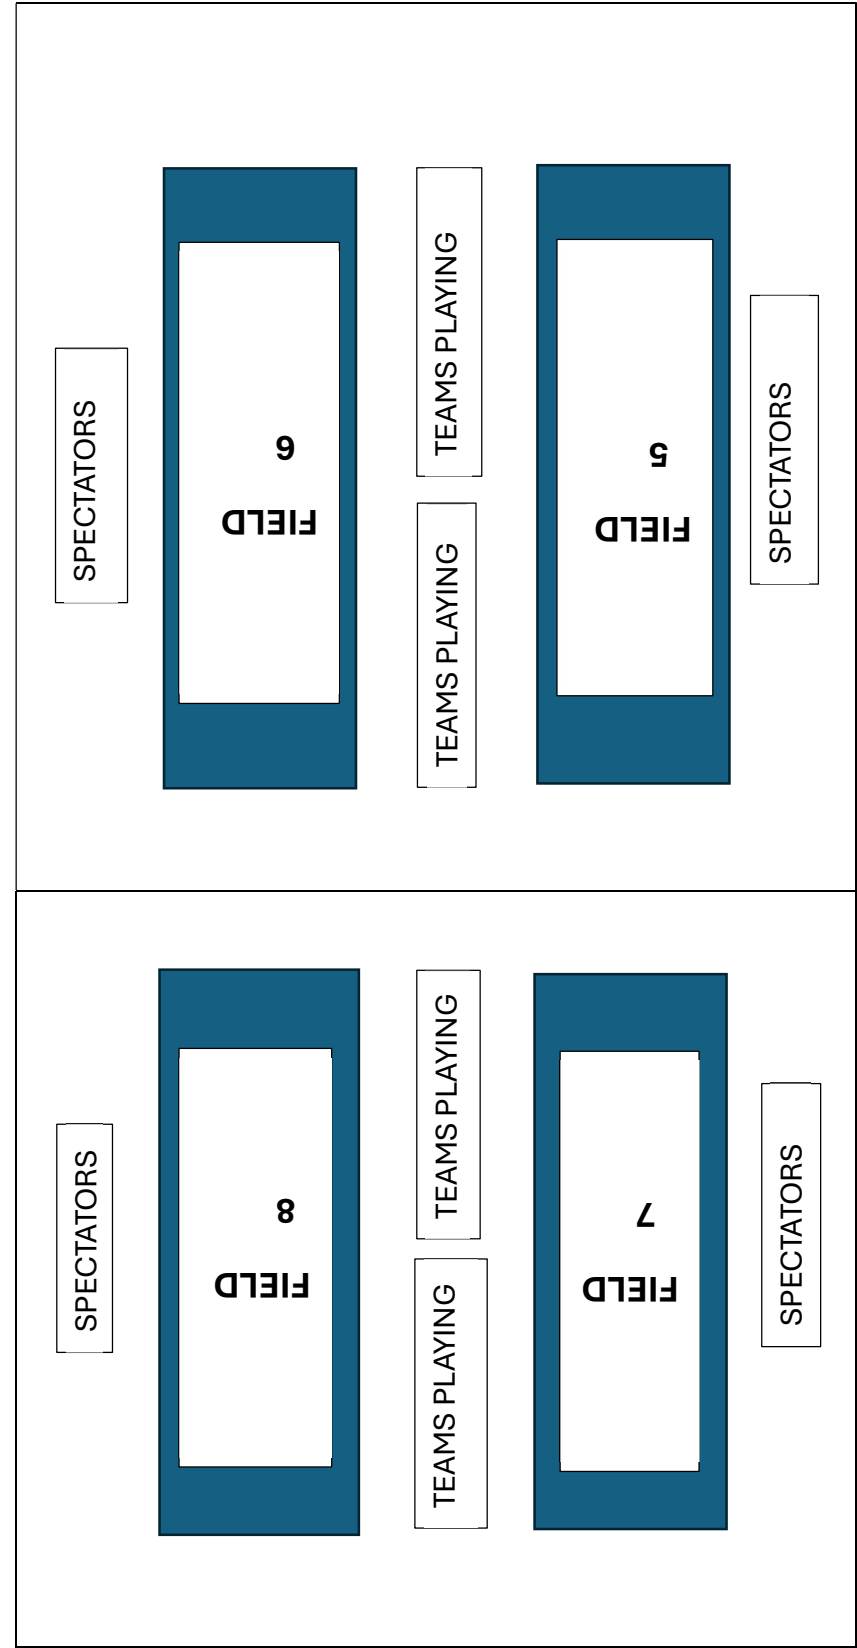 SPECTATORS
FIELD
6
TEAMS PLAYING
TEAMS PLAYING
FIELD
5
SPECTATORS
SPECTATORS
FIELD
8
TEAMS PLAYING
TEAMS PLAYING
FIELD
7
SPECTATORS